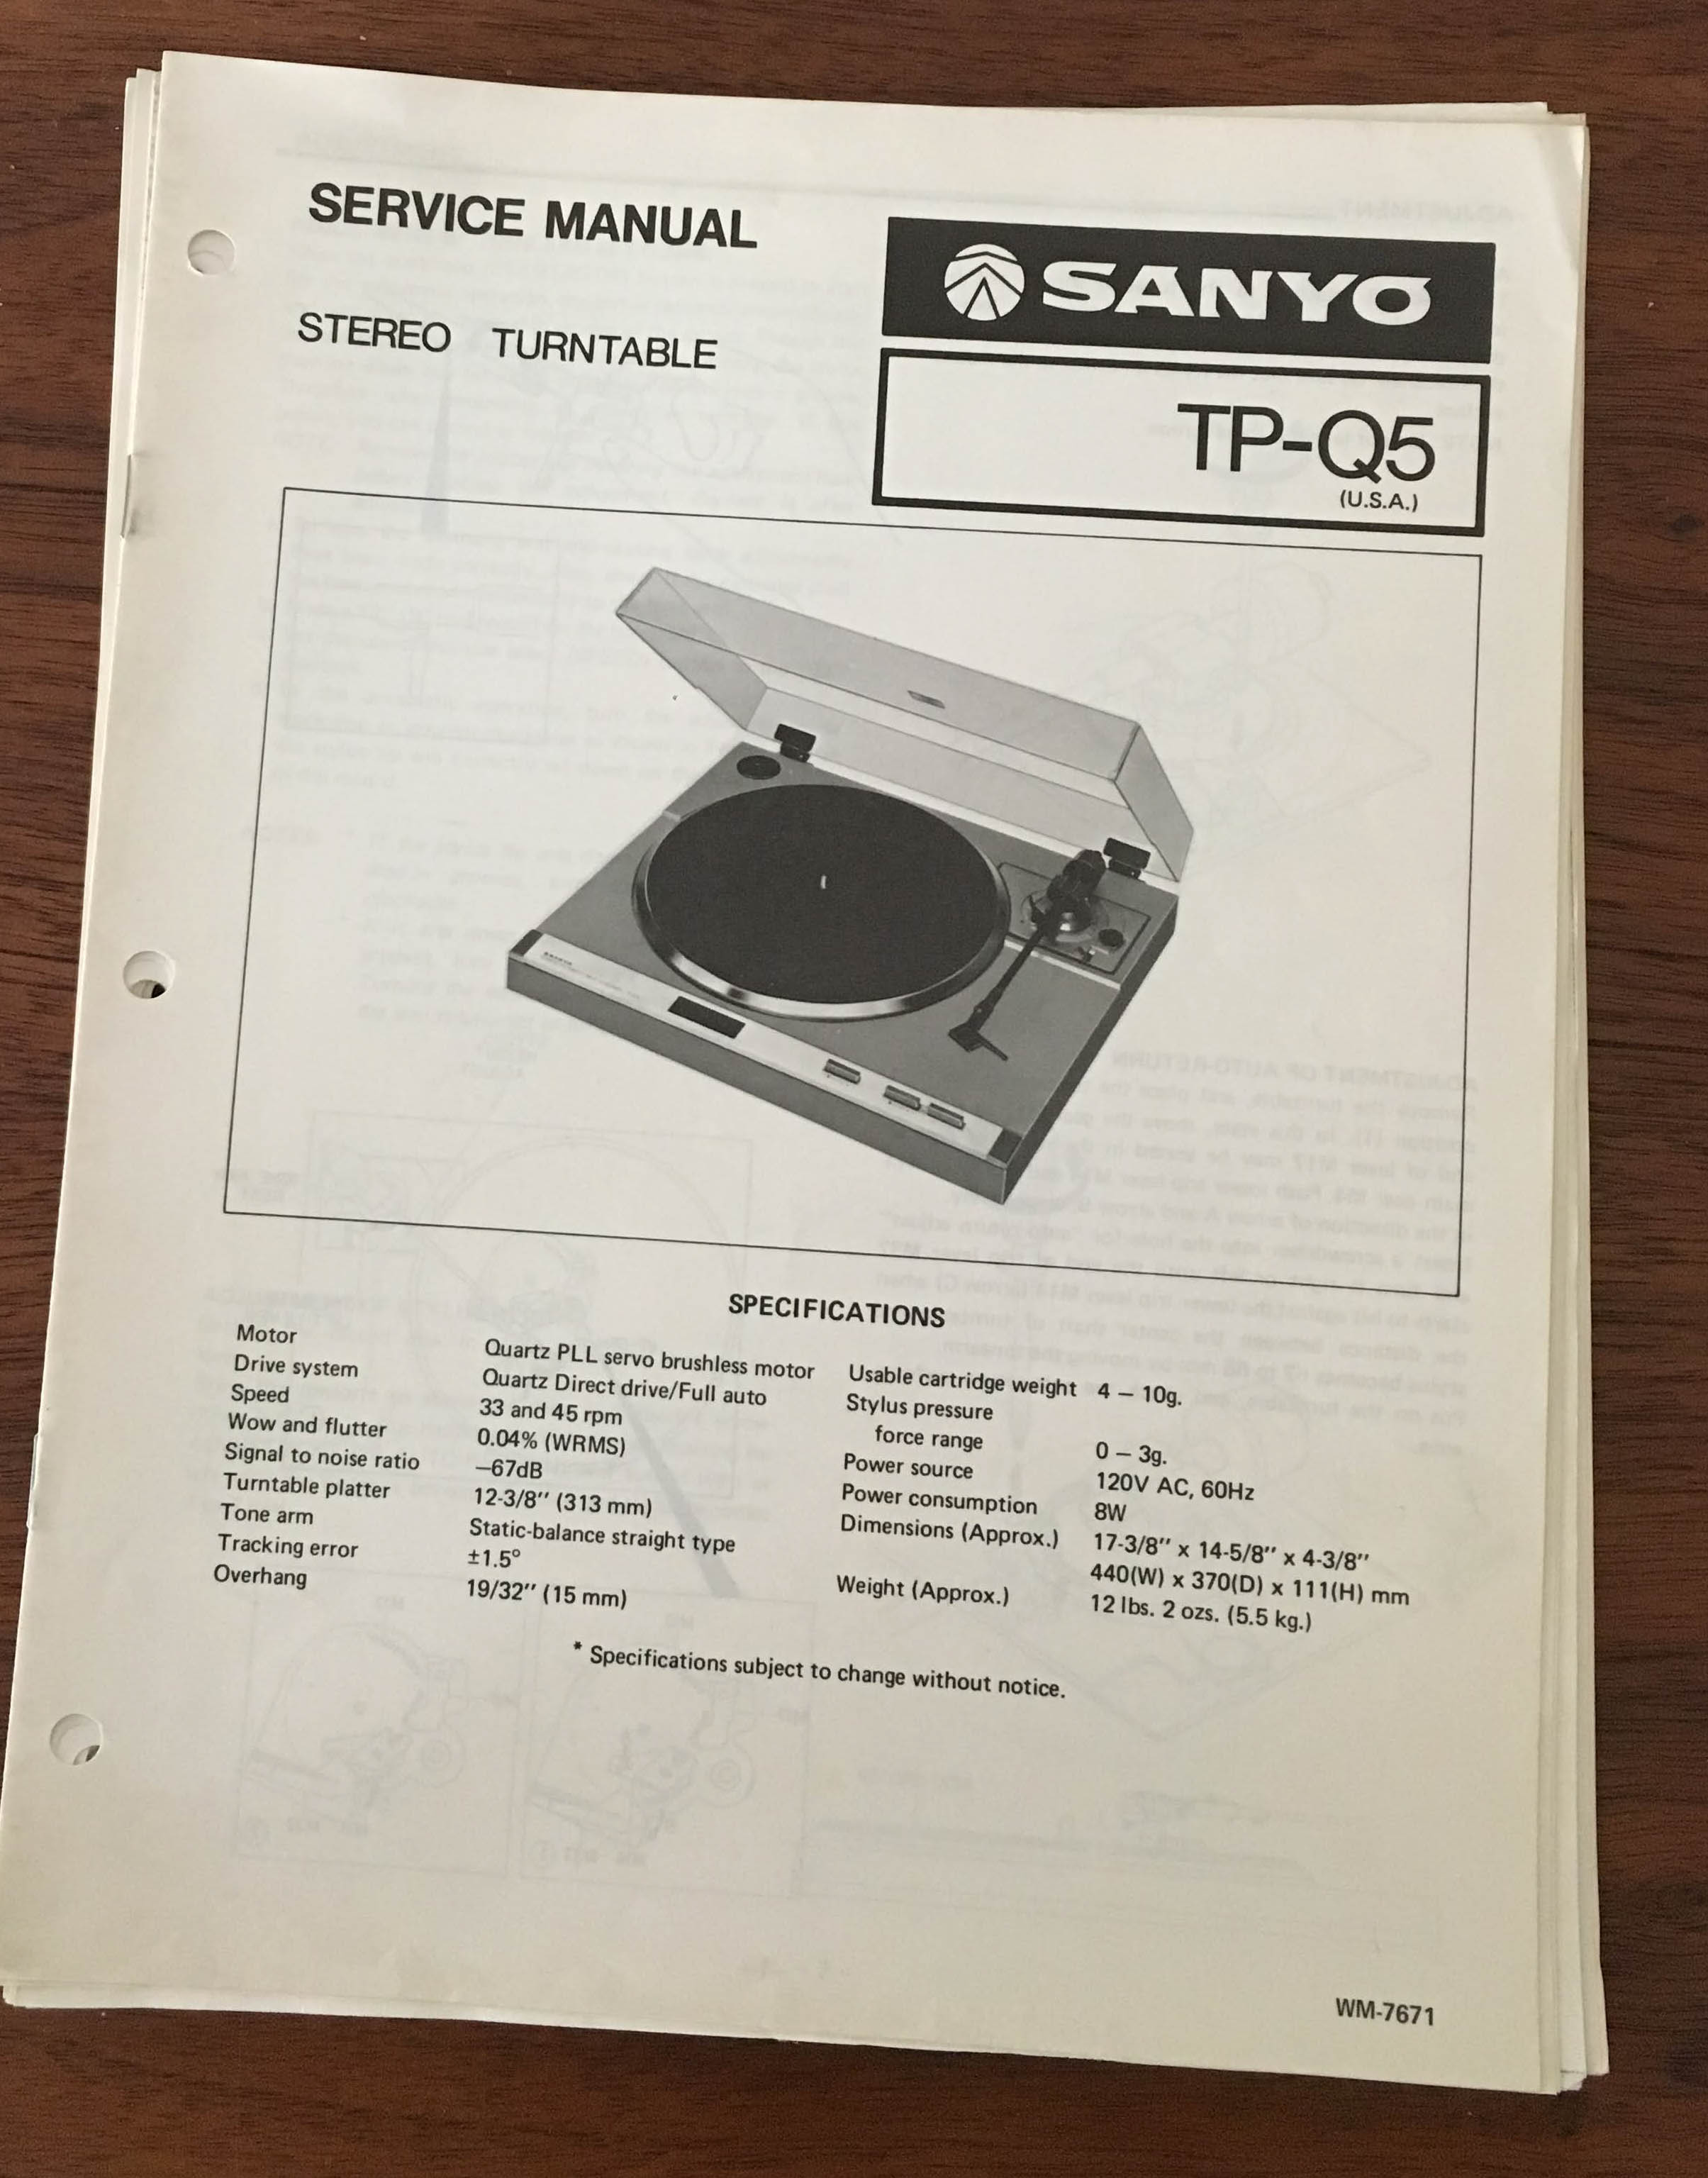 SERVICE MANUAL
STEREO TURNTABLE
SANYO
TP-Q5
(U.S.A.)
SPECIFICATIONS
Motor Quartz PLL servo brushless motor
Drive system Quartz Direct drive/Full auto
Speed 33 and 45 rpm
Wow and flutter 0.04% (WRMS)
Signal to noise ratio −67dB
Turntable platter 12-3/8′′ (313 mm)
Tone arm Static-balance straight type
Tracking error ±1.5°
Overhang 19/32′′ (15 mm)
Usable cartridge weight 4 – 10g.
Stylus pressure
force range 0 – 3g.
Power source 120V AC, 60Hz
Power consumption 8W
Dimensions (Approx.) 17-3/8′′ x 14-5/8′′ x 4-3/8′′
440(W) x 370(D) x 111(H) mm
Weight (Approx.) 12 lbs. 2 ozs. (5.5 kg.)
* Specifications subject to change without notice.
WM-7671